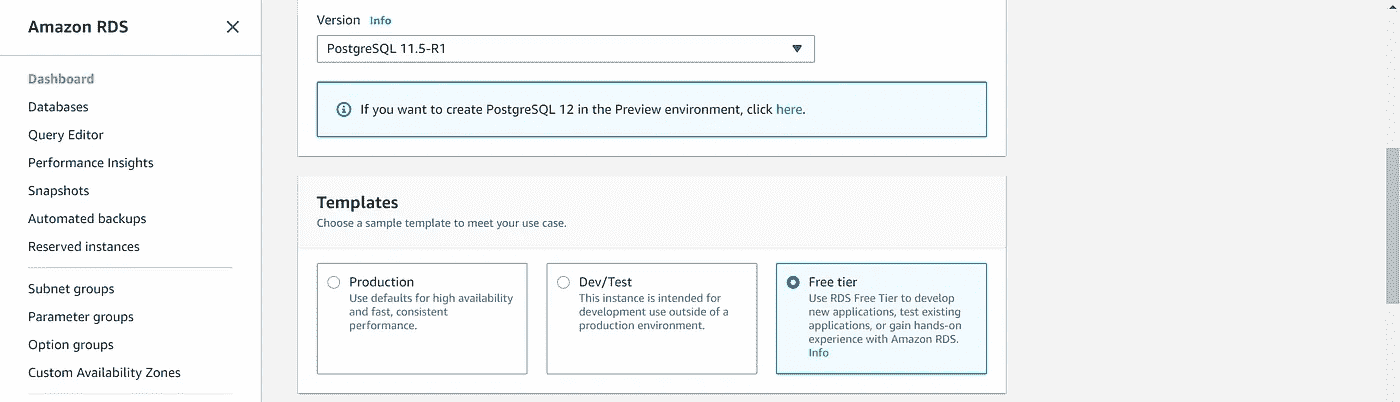 Amazon RDS
Dashboard
Databases
Query Editor
Performance Insights
Snapshots
Automated backups
Reserved instances
Subnet groups
Parameter groups
Option groups
Custom Availability Zones
Version Info
PostgreSQL 11.5-R1
If you want to create PostgreSQL 12 in the Preview environment, click here.
Templates
Choose a sample template to meet your use case.
Production
Use defaults for high availability
and fast, consistent
performance.
Dev/Test
This instance is intended for
development use outside of a
production environment.
Free tier
Use RDS Free Tier to develop
new applications, test existing
applications, or gain hands-on
experience with Amazon RDS.
Info